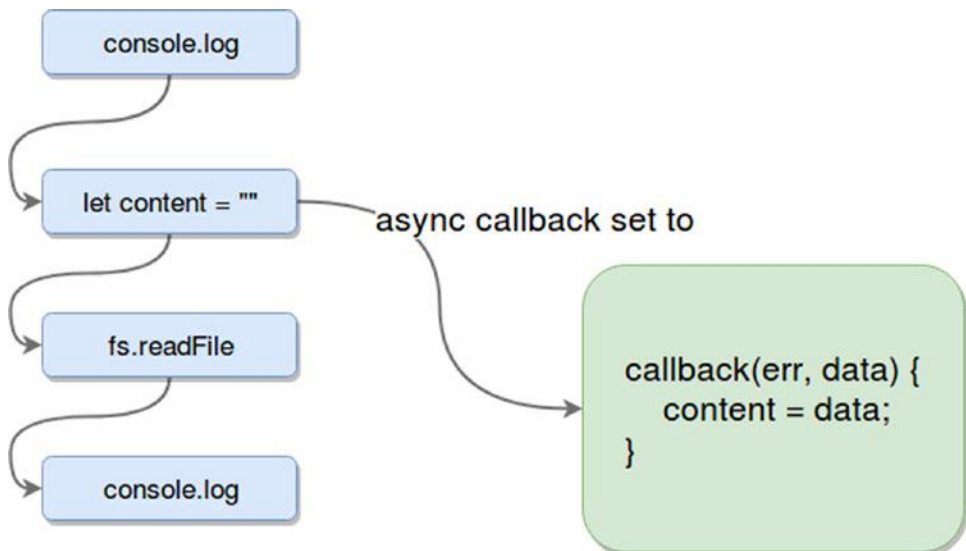 console.log
let content = ""
async callback set to
fs.readFile
callback(err, data) {
content = data;
}
console.log